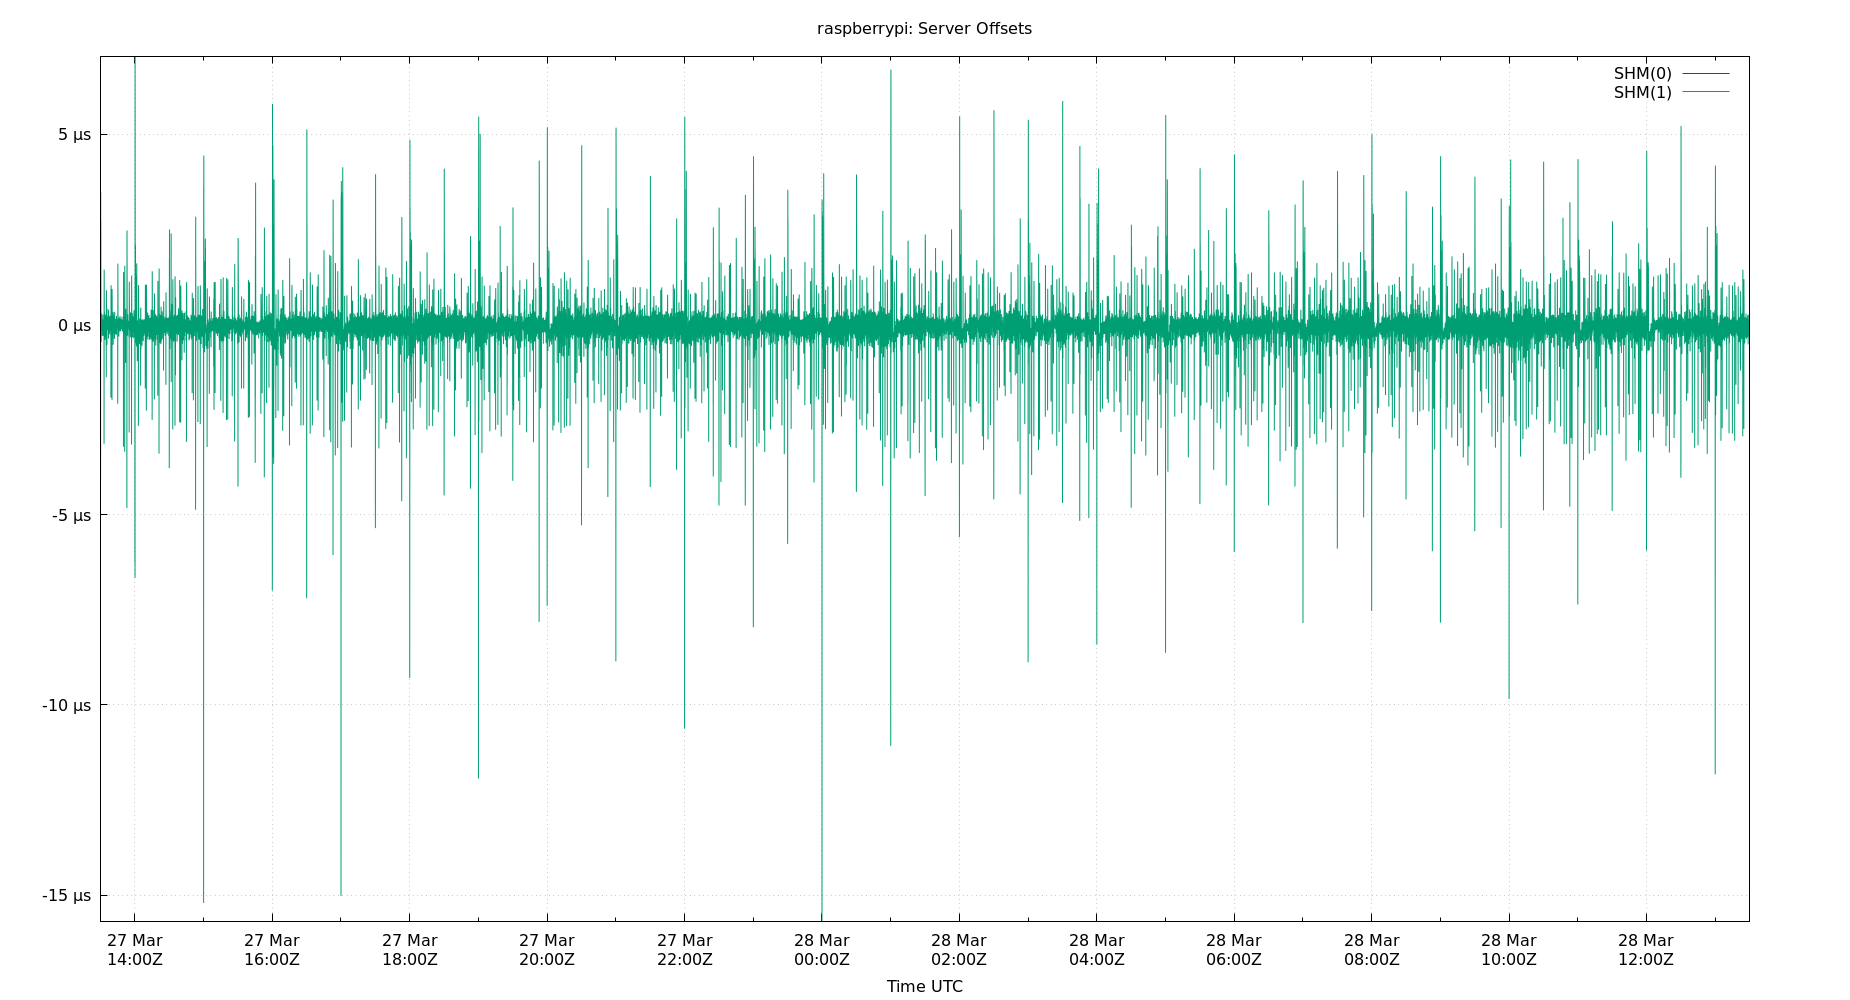 raspberrypi: Server Offsets
SHM(0)
SHM(1)
5 µs
0 µs
-5 µs
-10 µs
-15 µs
27 Mar 27 Mar 27 Mar 27 Mar 27 Mar 28 Mar 28 Mar 28 Mar 28 Mar 28 Mar 28 Mar 28 Mar
14:00Z 16:00Z 18:00Z 20:00Z 22:00Z 00:00Z 02:00Z 04:00Z 06:00Z 08:00Z 10:00Z 12:00Z
Time UTC